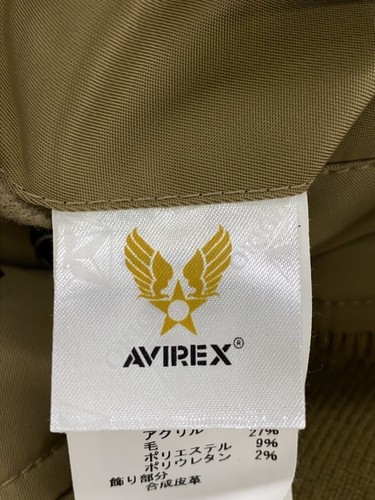 AVIREX®
アクリル 27%
毛 9%
ポリエステル
ポリウレタン 2%
飾り部分
合成皮革